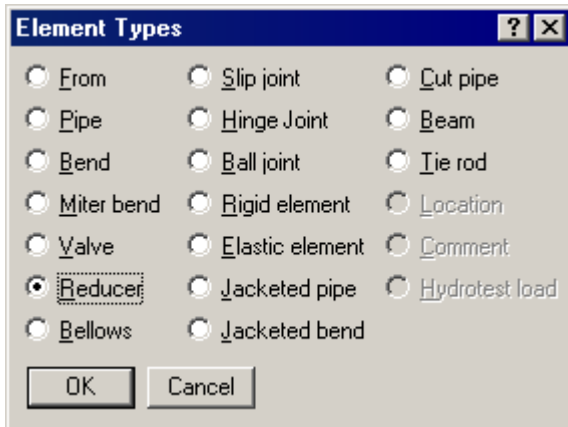 Element Types
From Slip joint Cut pipe
Pipe Hinge Joint Beam
Bend Ball joint Tie rod
Miter bend Rigid element Location
Valve Elastic element Comment
Reducer Jacketed pipe Hydrotest load
Bellows Jacketed bend
OK Cancel